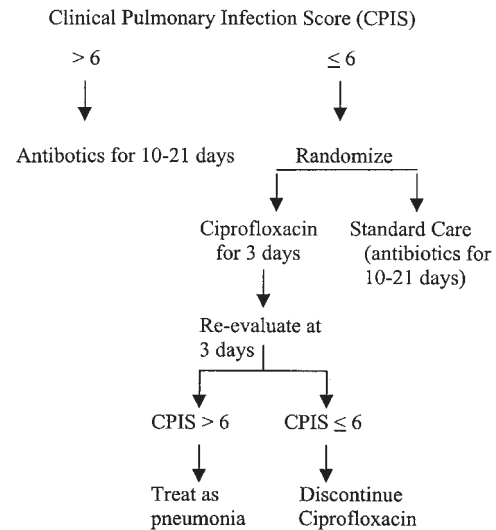 Clinical Pulmonary Infection Score (CPIS)
> 6
≤ 6
Antibotics for 10-21 days
Randomize
Ciprofloxacin
for 3 days
Standard Care
(antibiotics for
10-21 days)
Re-evaluate at
3 days
CPIS > 6
CPIS ≤ 6
Treat as
pneumonia
Discontinue
Ciprofloxacin